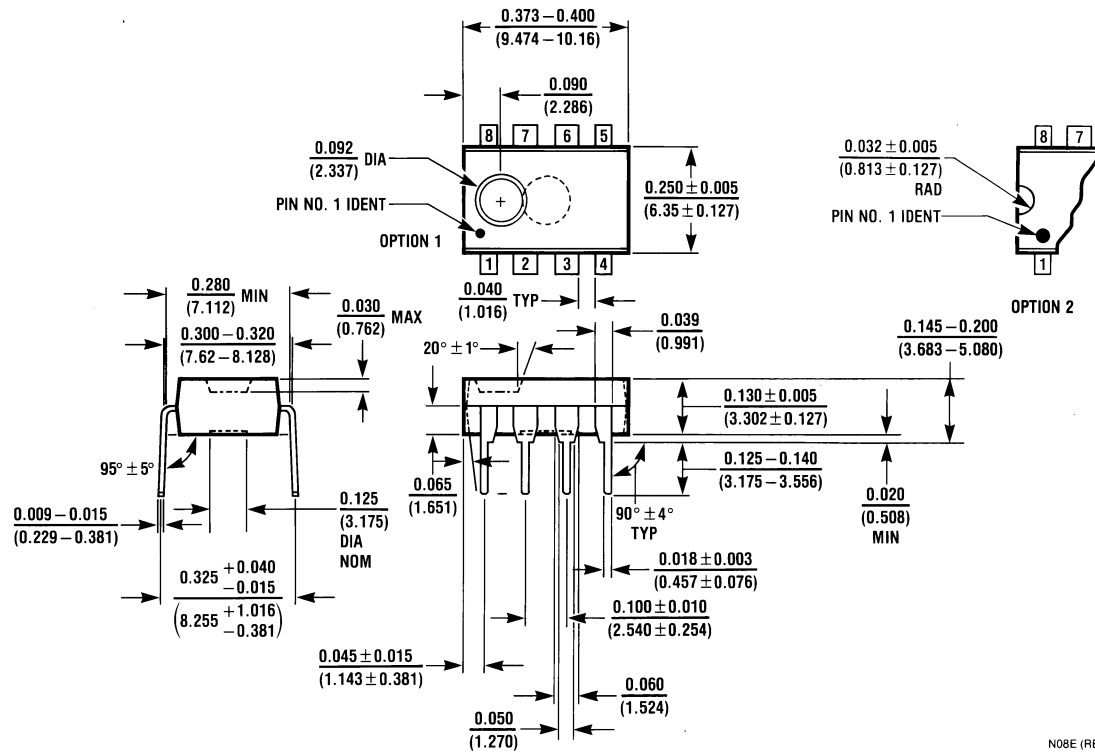 0.373 – 0.400
(9.474 – 10.16)
0.090
(2.286)
8 7 6 5
0.092 DIA
(2.337)
PIN NO. 1 IDENT
OPTION 1
1 2 3 4
0.250 ± 0.005
(6.35 ± 0.127)
8 7
0.032 ± 0.005
(0.813 ± 0.127)
RAD
PIN NO. 1 IDENT
1
OPTION 2
0.280 MIN
(7.112)
0.300 – 0.320
(7.62 – 8.128)
0.030 MAX
(0.762)
0.040 TYP
(1.016)
20° ± 1°
0.039
(0.991)
0.145 – 0.200
(3.683 – 5.080)
0.130 ± 0.005
(3.302 ± 0.127)
0.125 – 0.140
(3.175 – 3.556)
0.020
(0.508)
MIN
95° ± 5°
0.065
(1.651)
90° ± 4°
TYP
0.009 – 0.015
(0.229 – 0.381)
0.125
(3.175)
DIA
NOM
0.325 +0.040
–0.015
(8.255 +1.016
–0.381)
0.018 ± 0.003
(0.457 ± 0.076)
0.100 ± 0.010
(2.540 ± 0.254)
0.045 ± 0.015
(1.143 ± 0.381)
0.060
(1.524)
0.050
(1.270)
N08E